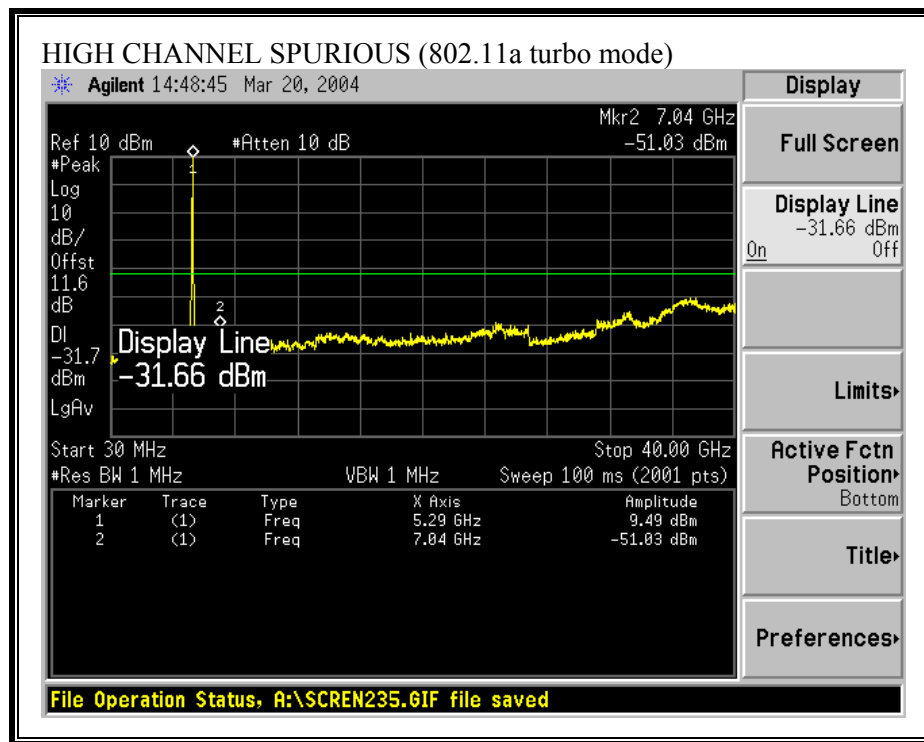 HIGH CHANNEL SPURIOUS (802.11a turbo mode)
Agilent 14:48:45 Mar 20, 2004
Display
Mkr2 7.04 GHz
Ref 10 dBm #Atten 10 dB -51.03 dBm
Full Screen
#Peak
1
Log
10
dB/
Offst
11.6
dB
Display Line
-31.66 dBm
On Off
2
DI
-31.7
dBm
Display Line
-31.66 dBm
LgAv
Limits
Start 30 MHz Stop 40.00 GHz
#Res BW 1 MHz VBW 1 MHz Sweep 100 ms (2001 pts)
Active Fctn
Position
Bottom
Marker Trace Type X Axis Amplitude
1 (1) Freq 5.29 GHz 9.49 dBm
2 (1) Freq 7.04 GHz -51.03 dBm
Title
Preferences
File Operation Status, A:\SCREN235.GIF file saved